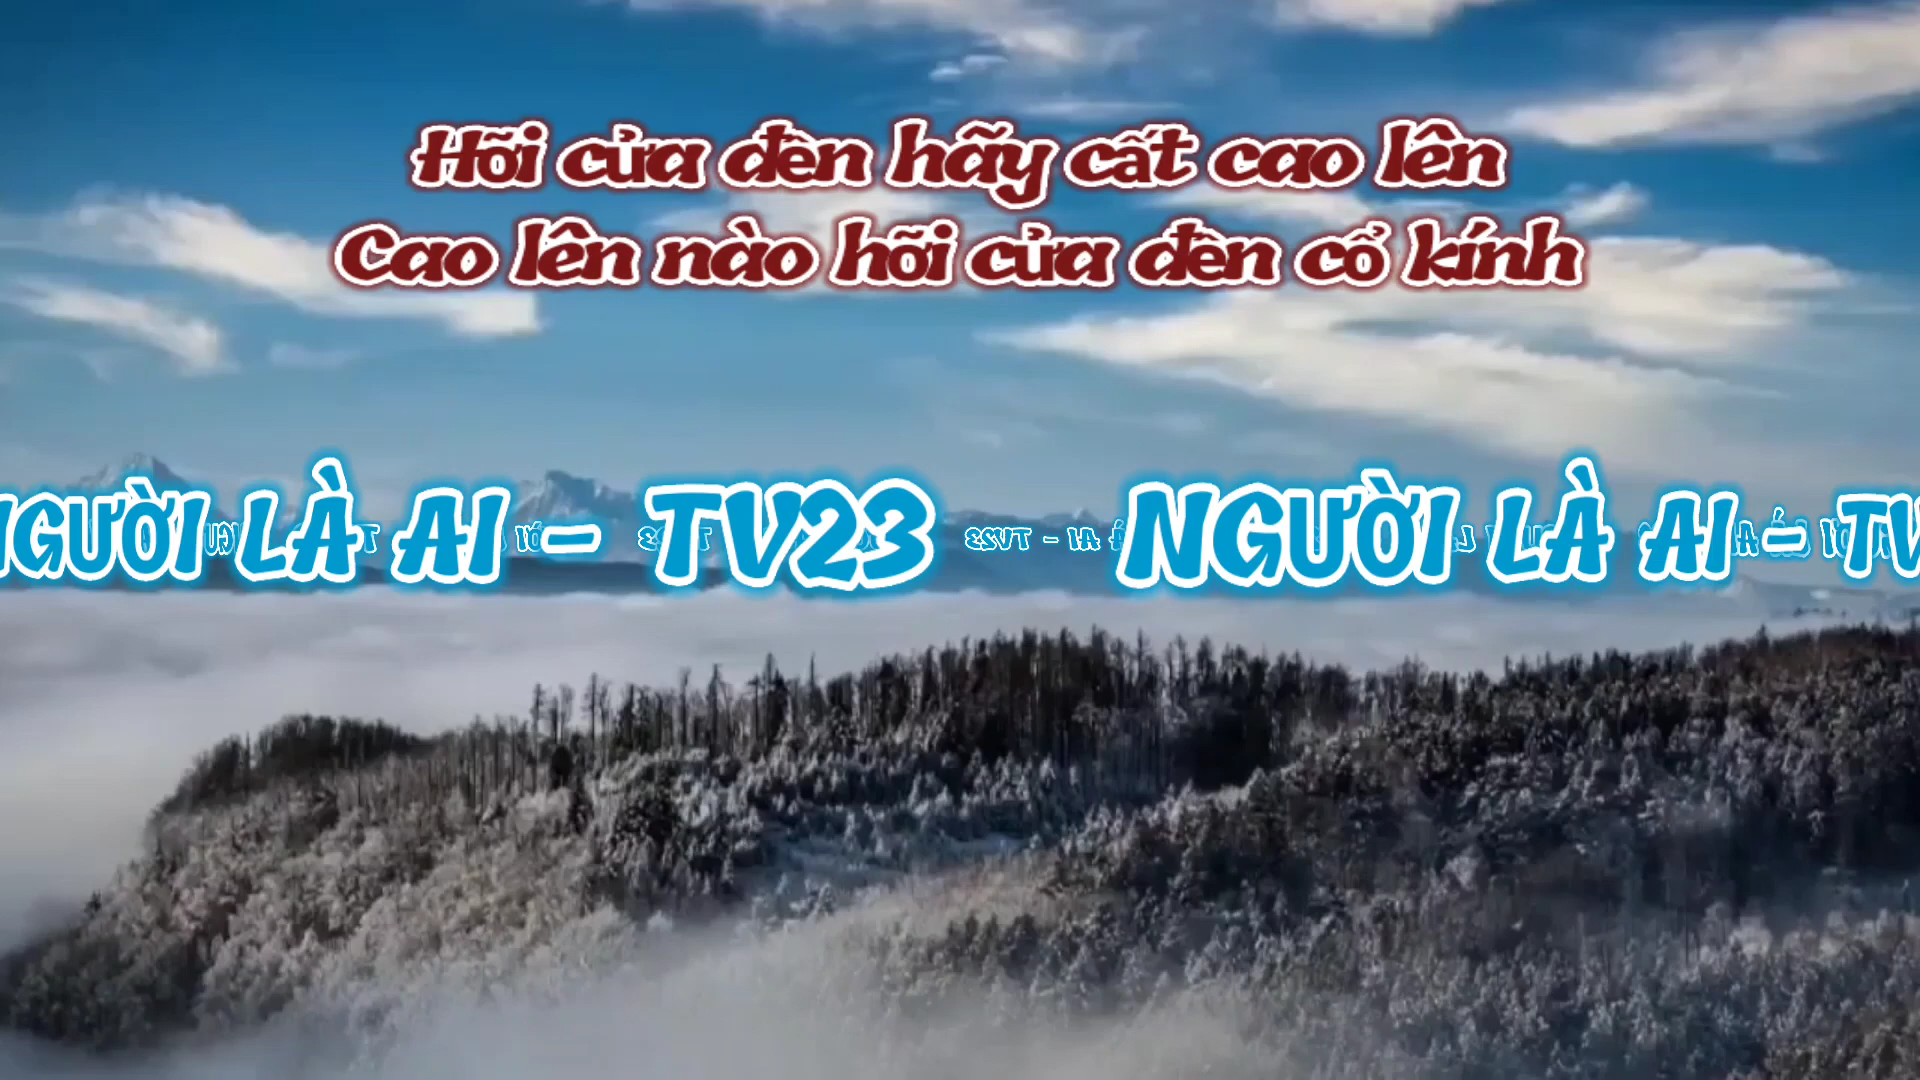 Hỡi cửa đền hãy cất cao lên
Cao lên nào hỡi cửa đền cổ kính
NGƯỜI LÀ AI - TV23 NGƯỜI LÀ AI - TV